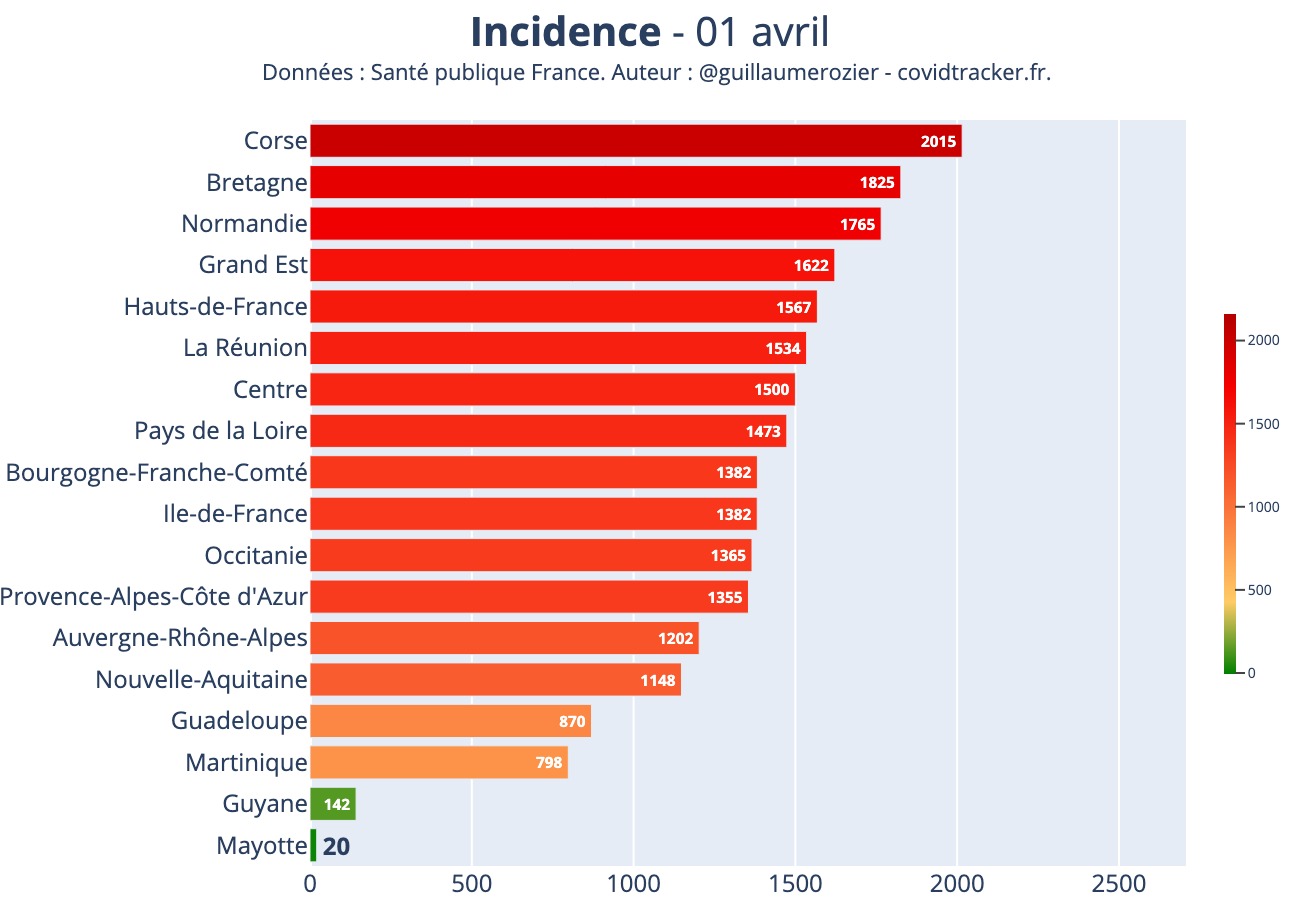 Incidence - 01 avril
Données : Santé publique France. Auteur : @guillaumerozier - covidtracker.fr.
Corse 2015
Bretagne 1825
Normandie 1765
Grand Est 1622
Hauts-de-France 1567
La Réunion 1534
Centre 1500
Pays de la Loire 1473
Bourgogne-Franche-Comté 1382
Ile-de-France 1382
Occitanie 1365
Provence-Alpes-Côte d'Azur 1355
Auvergne-Rhône-Alpes 1202
Nouvelle-Aquitaine 1148
Guadeloupe 870
Martinique 798
Guyane 142
Mayotte 20
0 500 1000 1500 2000 2500
2000
1500
1000
500
0